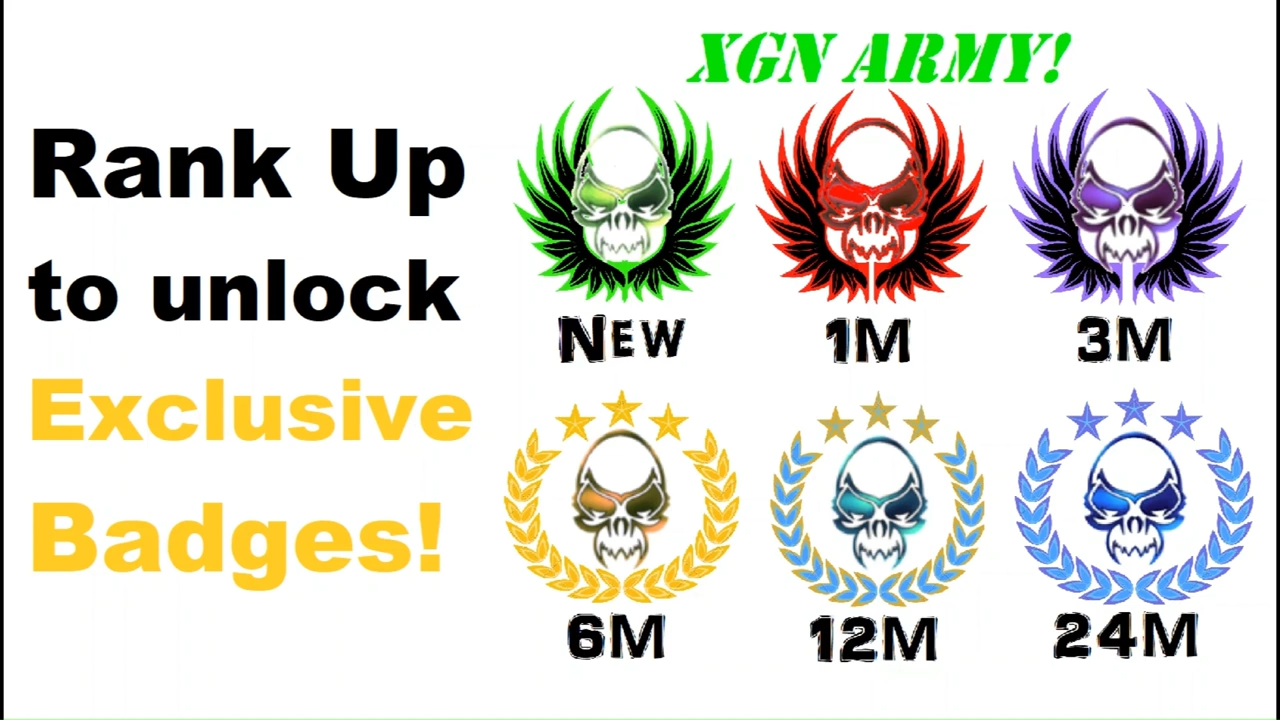 Rank Up
to unlock
Exclusive
Badges!
XGN ARMY!
New
1M
3M
6M
12M
24M